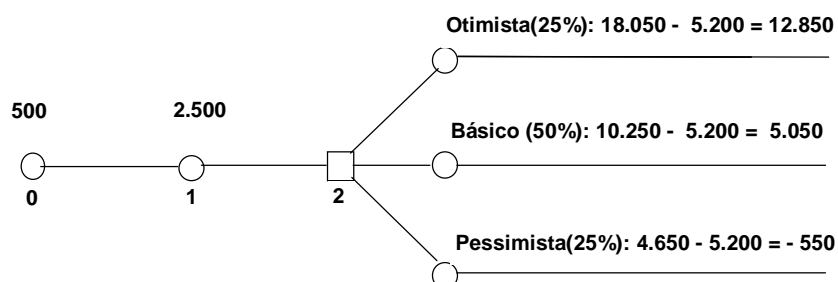 Otimista(25%): 18.050 - 5.200 = 12.850
500
2.500
Básico (50%): 10.250 - 5.200 = 5.050
0
1
2
Pessimista(25%): 4.650 - 5.200 = - 550